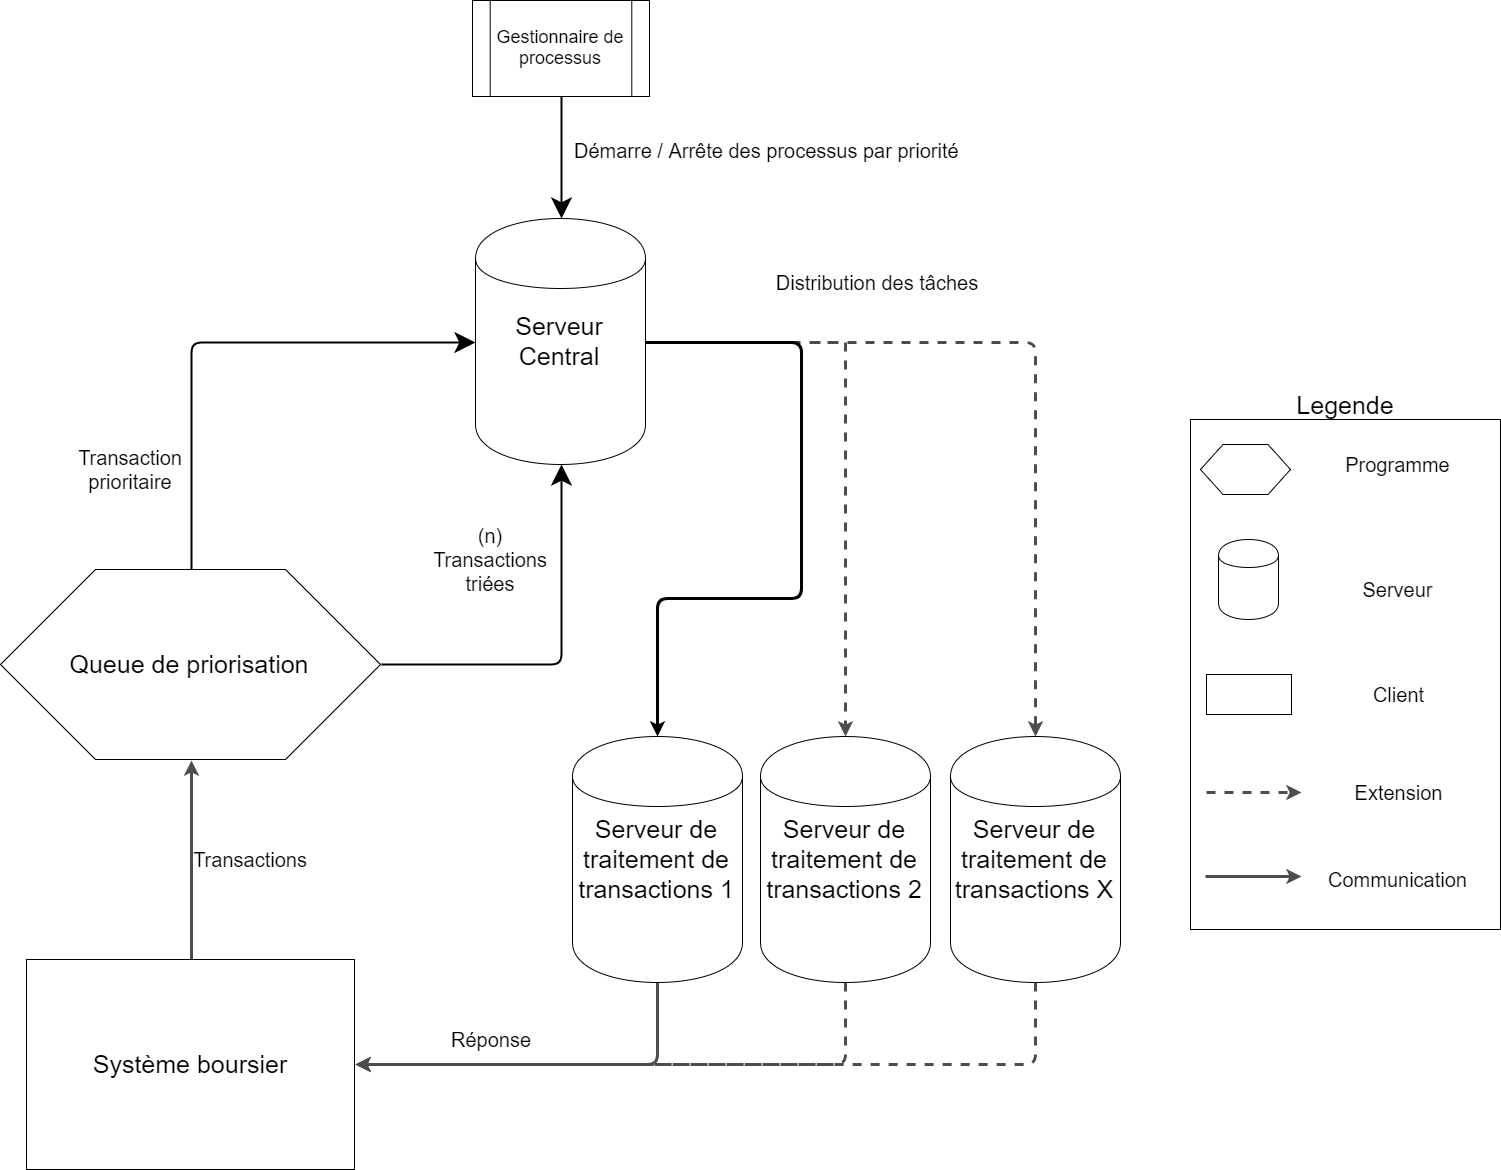 Gestionnaire de
processus
Démarre / Arrête des processus par priorité
Distribution des tâches
Serveur
Central
Transaction
prioritaire
(n)
Transactions
triées
Queue de priorisation
Transactions
Serveur de
traitement de
transactions 1
Serveur de
traitement de
transactions 2
Serveur de
traitement de
transactions X
Réponse
Système boursier
Legende
Programme
Serveur
Client
Extension
Communication